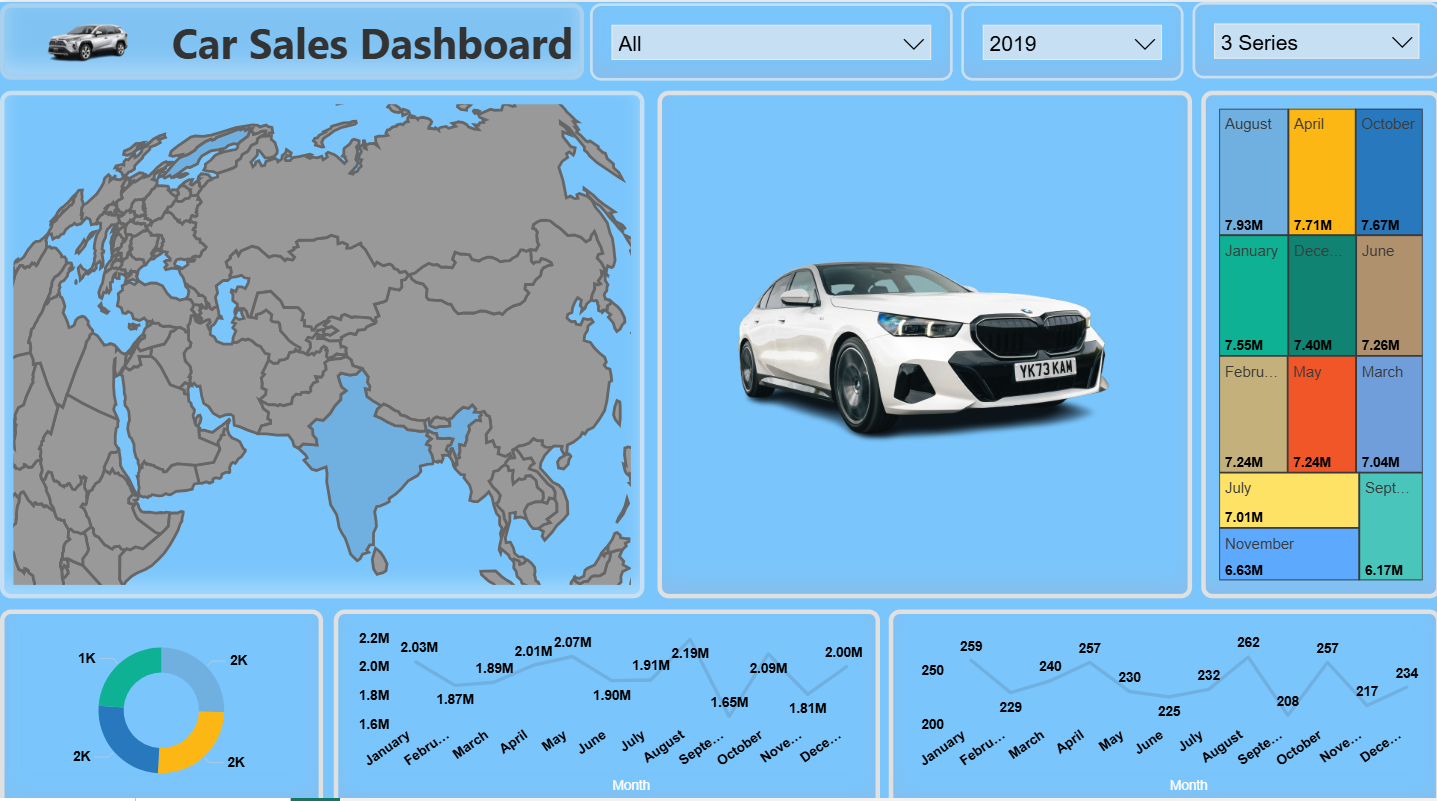 Car Sales Dashboard
All
2019
3 Series
YK73 KAM
August
7.93M
April
7.71M
October
7.67M
January
7.55M
Dece...
7.40M
June
7.26M
Febru...
7.24M
May
7.24M
March
7.04M
July
7.01M
Sept...
6.17M
November
6.63M
1K
2K
2K
2K
2.2M
2.0M
1.8M
1.6M
2.03M
1.87M
1.89M
2.01M
2.07M
1.90M
1.91M
2.19M
1.65M
2.09M
1.81M
2.00M
January
Febru...
March
April
May
June
July
August
Septe...
October
Nove...
Dece...
Month
250
200
259
229
240
257
230
225
232
262
208
257
217
234
January
Febru...
March
April
May
June
July
August
Septe...
October
Nove...
Dece...
Month